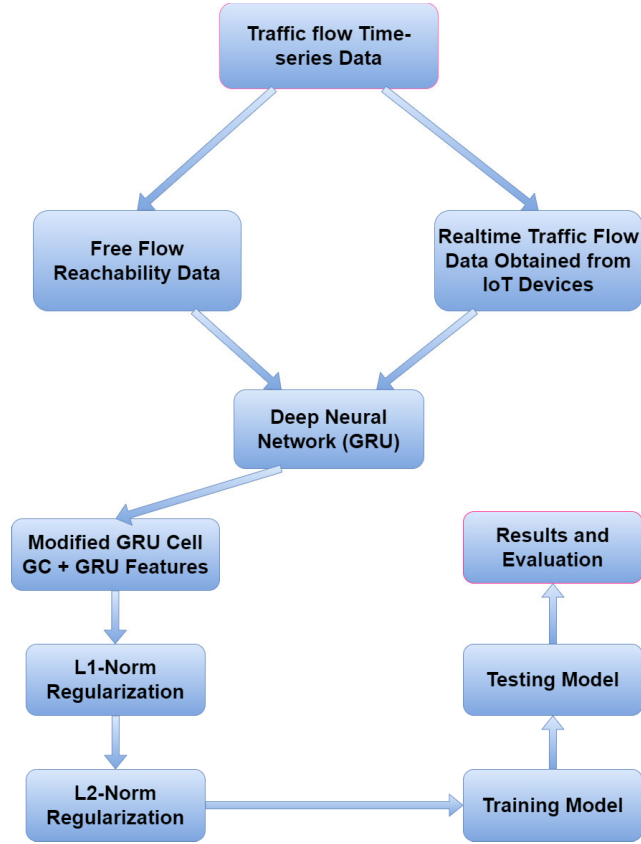 Traffic flow Time-
series Data
Free Flow
Reachability Data
Realtime Traffic Flow
Data Obtained from
IoT Devices
Deep Neural
Network (GRU)
Modified GRU Cell
GC + GRU Features
L1-Norm
Regularization
L2-Norm
Regularization
Training Model
Testing Model
Results and
Evaluation